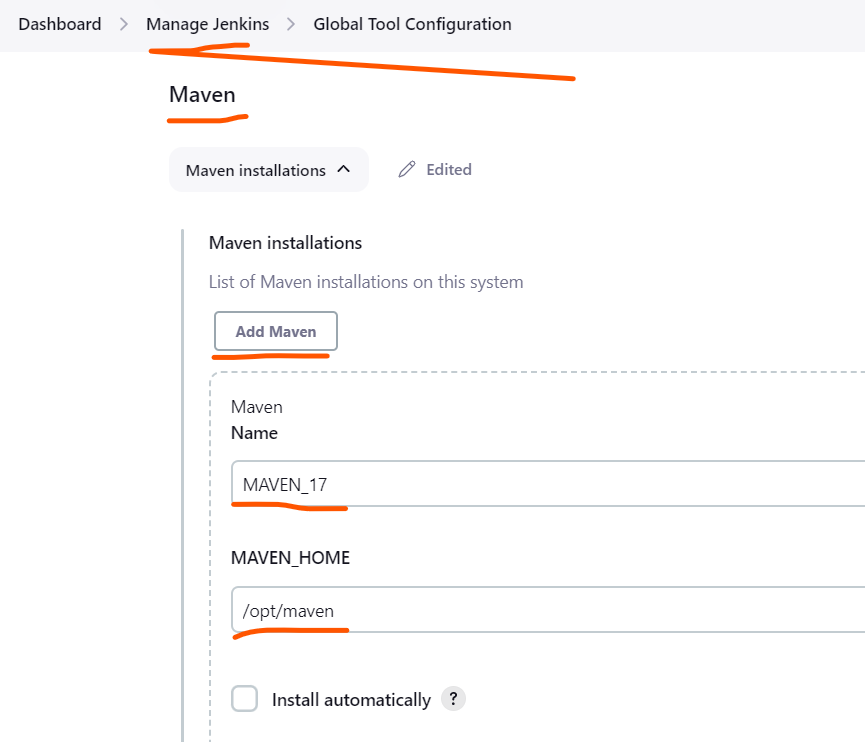 Dashboard > Manage Jenkins > Global Tool Configuration
Maven
Maven installations Edited
Maven installations
List of Maven installations on this system
Add Maven
Maven
Name
MAVEN_17
MAVEN_HOME
/opt/maven
Install automatically ?